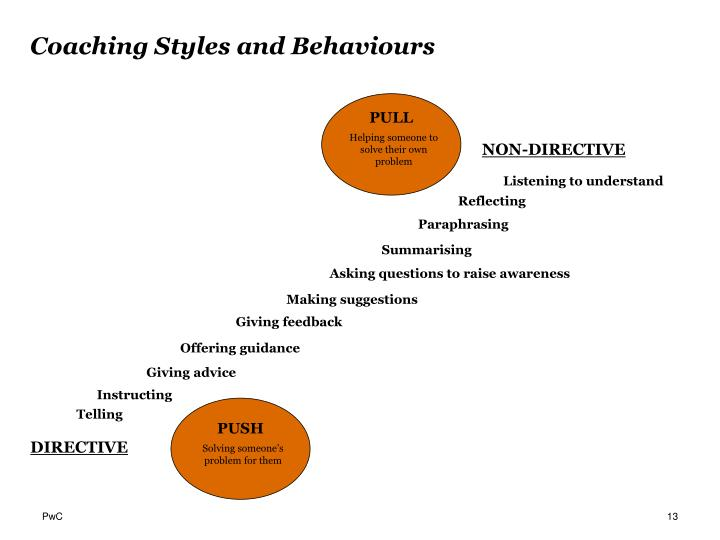 Coaching Styles and Behaviours
PULL
Helping someone to
solve their own
problem
NON-DIRECTIVE
Listening to understand
Reflecting
Paraphrasing
Summarising
Asking questions to raise awareness
Making suggestions
Giving feedback
Offering guidance
Giving advice
Instructing
Telling
PUSH
Solving someone's
problem for them
DIRECTIVE
PwC
13